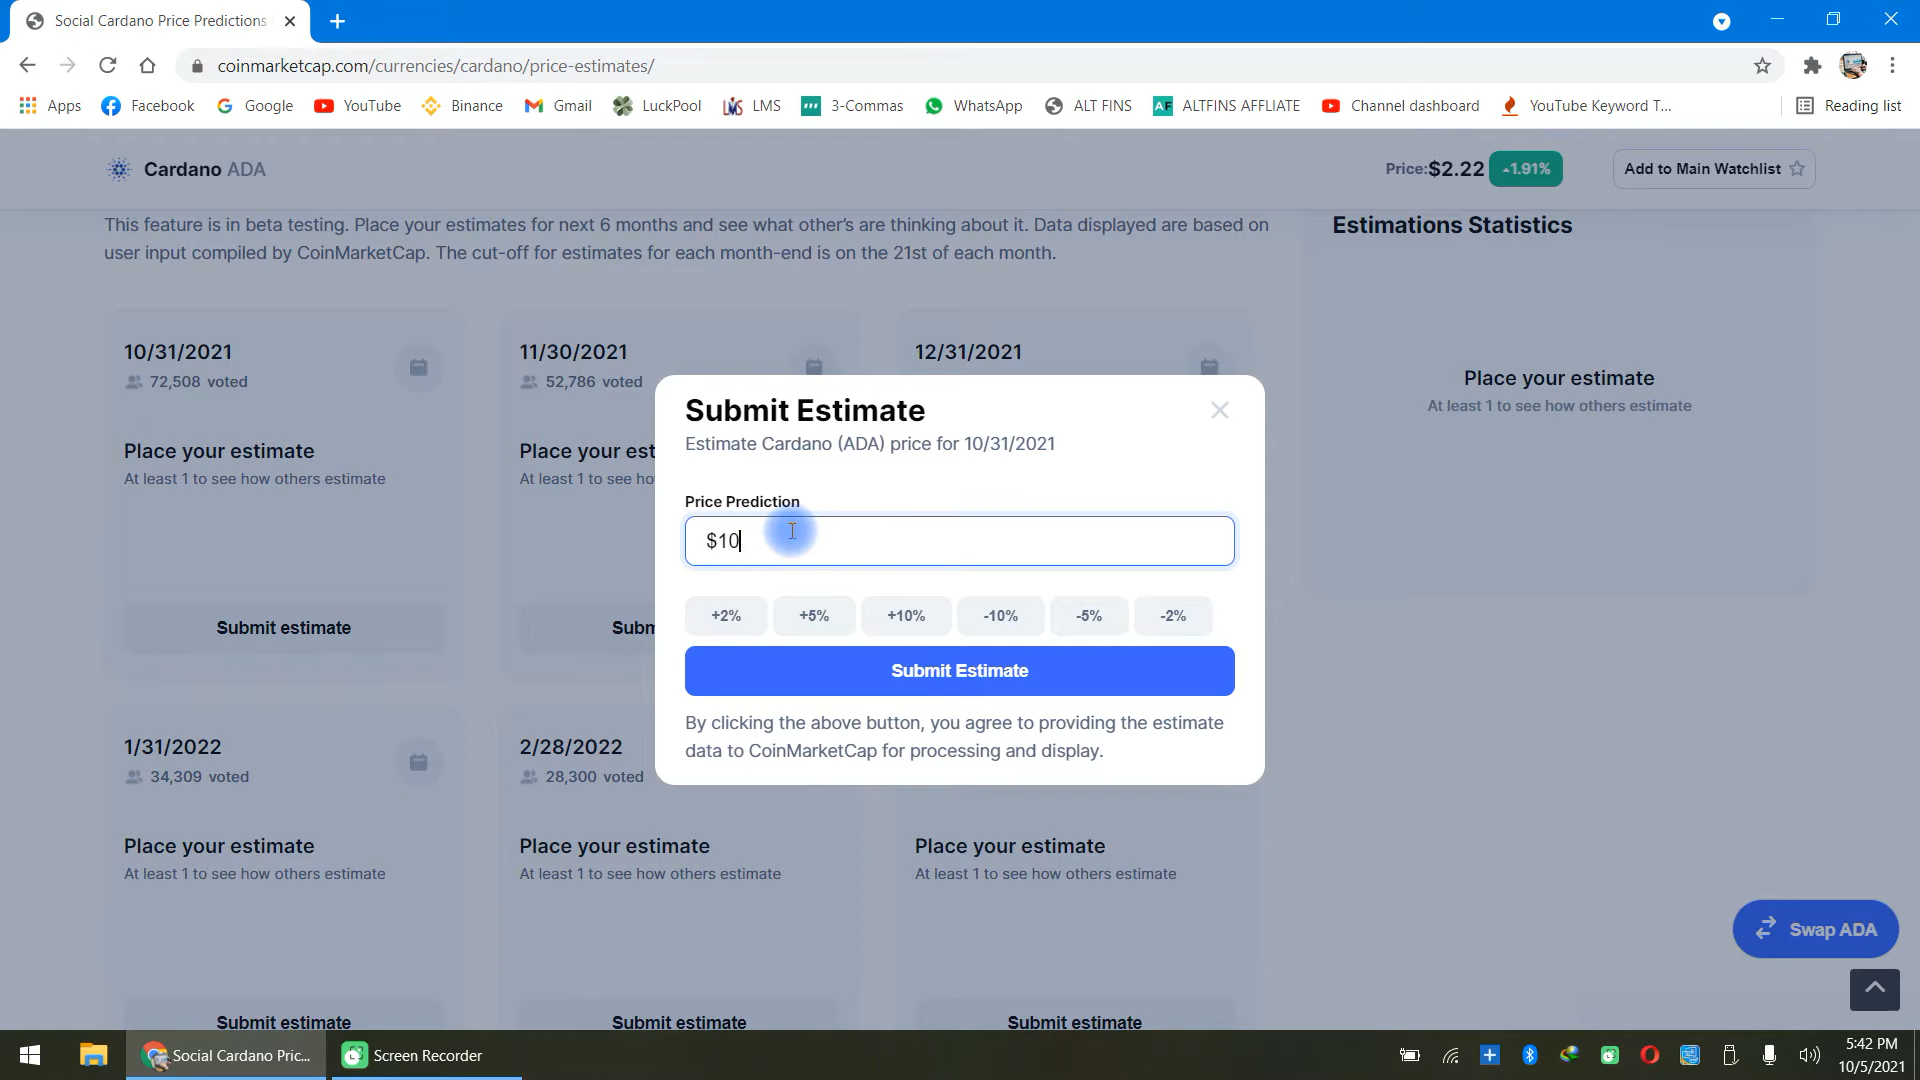 Social Cardano Price Predictions
coinmarketcap.com/currencies/cardano/price-estimates/
Apps Facebook Google YouTube Binance Gmail LuckPool LMS 3-Commas WhatsApp ALT FINS ALTFINS AFFLIATE Channel dashboard YouTube Keyword T... Reading list
Cardano ADA Price:$2.22 1.91% Add to Main Watchlist
This feature is in beta testing. Place your estimates for next 6 months and see what other's are thinking about it. Data displayed are based on
user input compiled by CoinMarketCap. The cut-off for estimates for each month-end is on the 21st of each month.
Estimations Statistics
Place your estimate
At least 1 to see how others estimate
10/31/2021
72,508 voted
Place your estimate
At least 1 to see how others estimate
Submit estimate
11/30/2021
52,786 voted
Place your est
At least 1 to see how
Subm
12/31/2021
Submit Estimate
Estimate Cardano (ADA) price for 10/31/2021
Price Prediction
$10
+2% +5% +10% -10% -5% -2%
Submit Estimate
By clicking the above button, you agree to providing the estimate
data to CoinMarketCap for processing and display.
1/31/2022
34,309 voted
Place your estimate
At least 1 to see how others estimate
Submit estimate
2/28/2022
28,300 voted
Place your estimate
At least 1 to see how others estimate
Submit estimate
Place your estimate
At least 1 to see how others estimate
Submit estimate
Swap ADA
Social Cardano Pric...
Screen Recorder
5:42 PM
10/5/2021